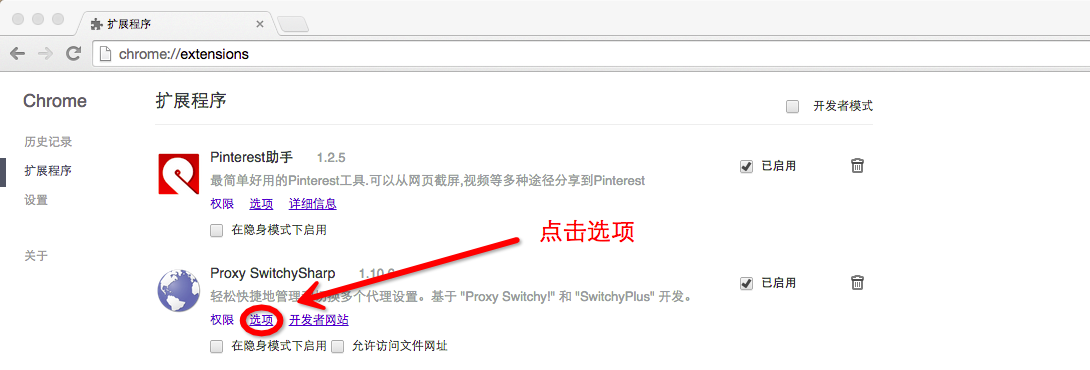 扩展程序
chrome://extensions
Chrome
扩展程序
开发者模式
历史记录
扩展程序
设置
关于
Pinterest助手 1.2.5
已启用
最简单好用的Pinterest工具.可以从网页截屏,视频等多种途径分享到Pinterest
权限 选项 详细信息
在隐身模式下启用
点击选项
Proxy SwitchySharp
已启用
轻松快捷地管理 切换多个代理设置。基于 "Proxy Switchy!" 和 "SwitchyPlus" 开发。
权限 选项 开发者网站
在隐身模式下启用 允许访问文件网址